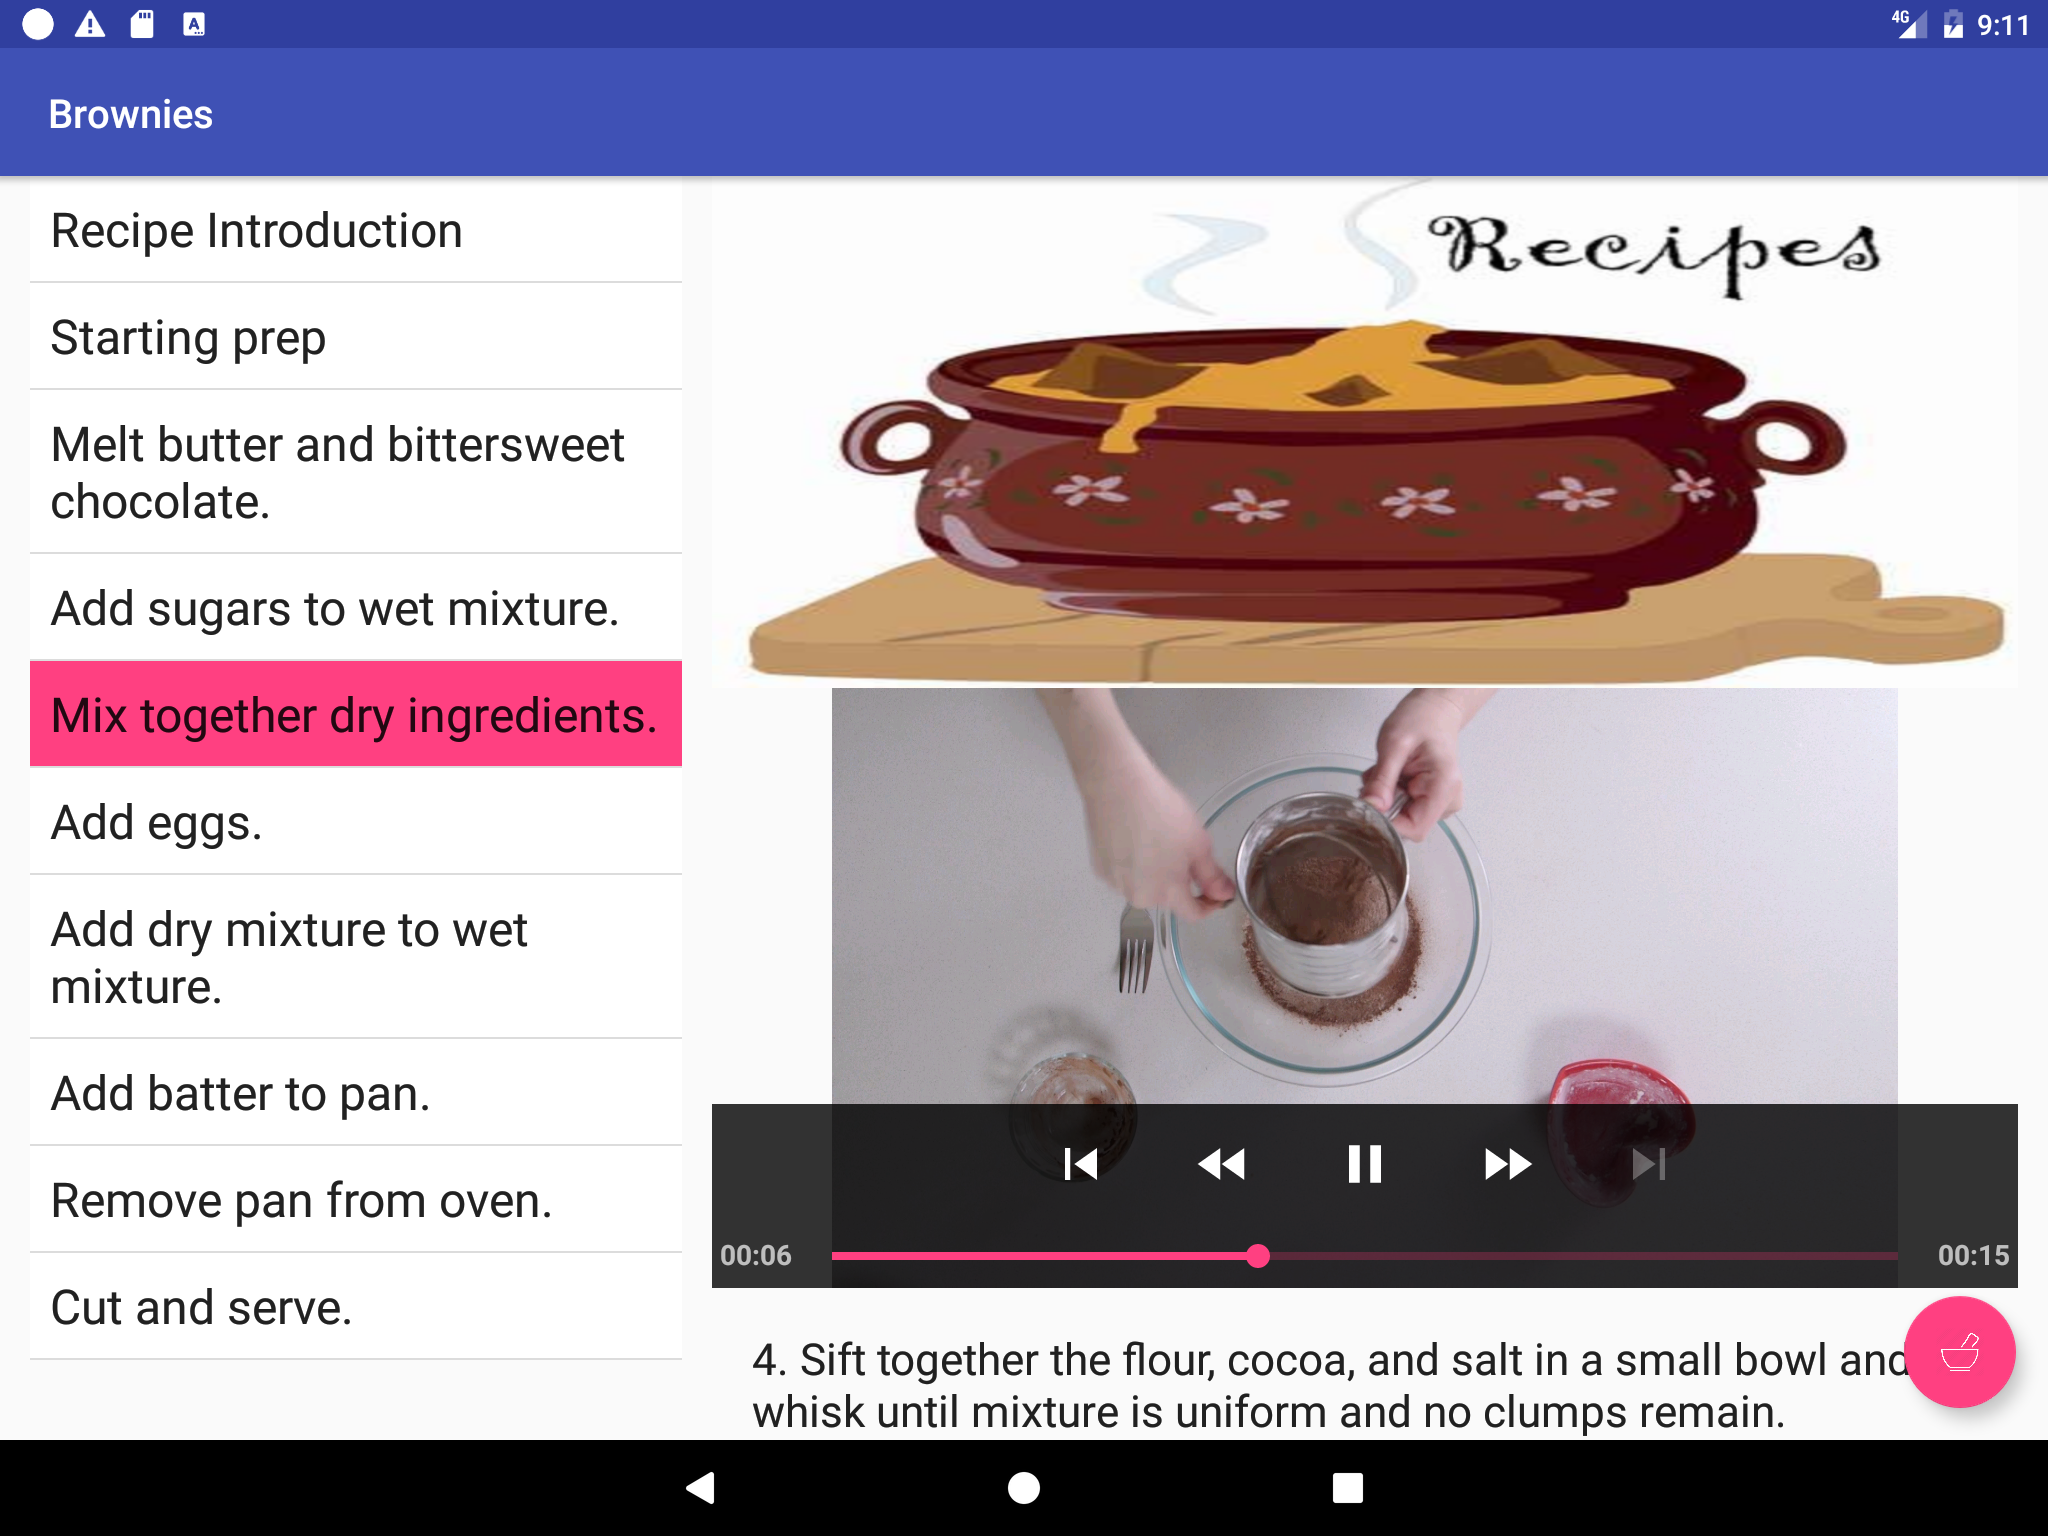 4G 9:11
Brownies
Recipe Introduction
Starting prep
Melt butter and bittersweet
chocolate.
Add sugars to wet mixture.
Mix together dry ingredients.
Add eggs.
Add dry mixture to wet
mixture.
Add batter to pan.
Remove pan from oven.
Cut and serve.
Recipes
00:06
00:15
4. Sift together the flour, cocoa, and salt in a small bowl and
whisk until mixture is uniform and no clumps remain.